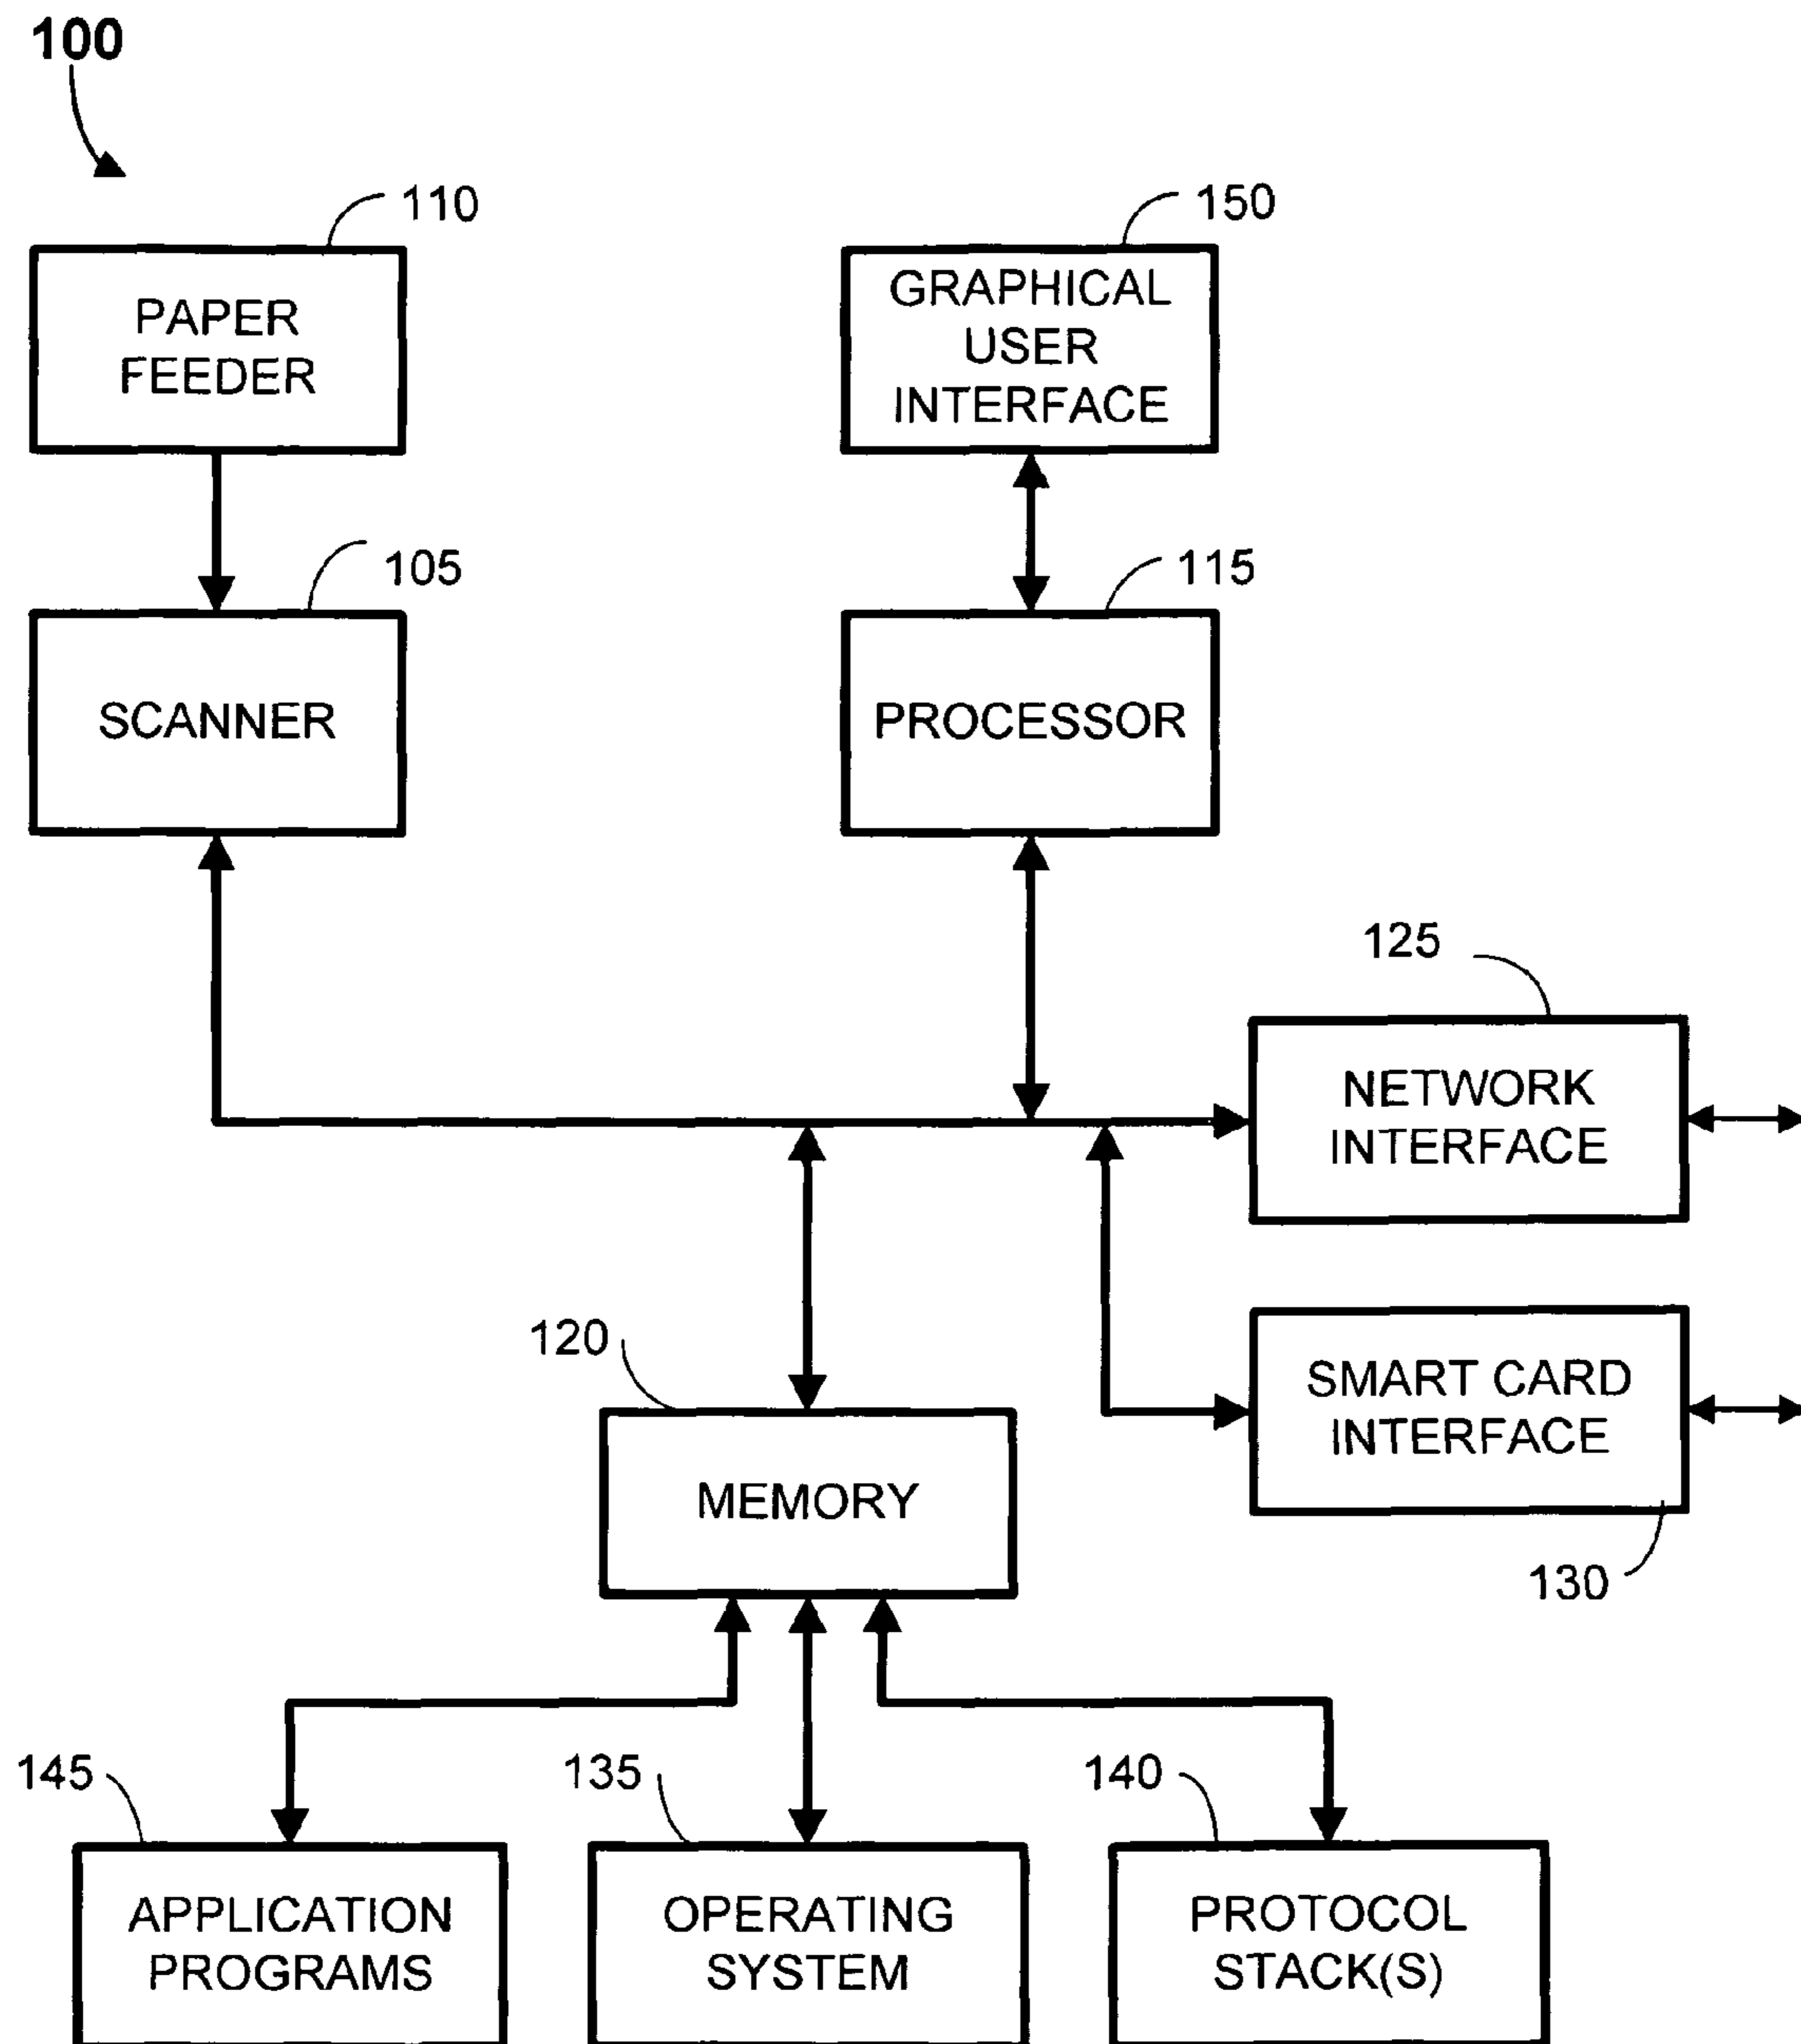 100
110
150
PAPER
FEEDER
GRAPHICAL
USER
INTERFACE
105
115
SCANNER
PROCESSOR
125
NETWORK
INTERFACE
120
SMART CARD
INTERFACE
MEMORY
130
145
135
140
APPLICATION
PROGRAMS
OPERATING
SYSTEM
PROTOCOL
STACK(S)